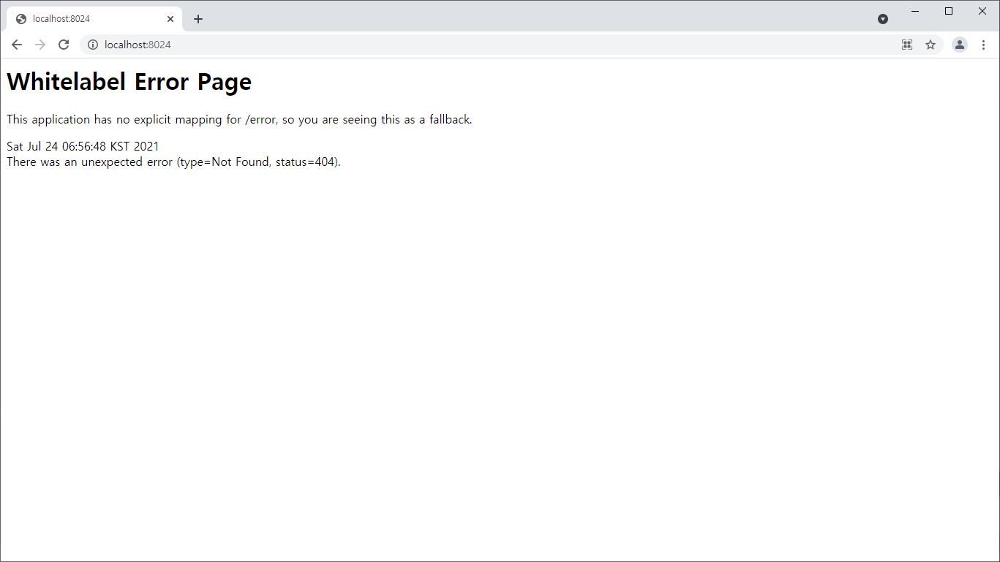 localhost:8024
localhost:8024
Whitelabel Error Page
This application has no explicit mapping for /error, so you are seeing this as a fallback.
Sat Jul 24 06:56:48 KST 2021
There was an unexpected error (type=Not Found, status=404).